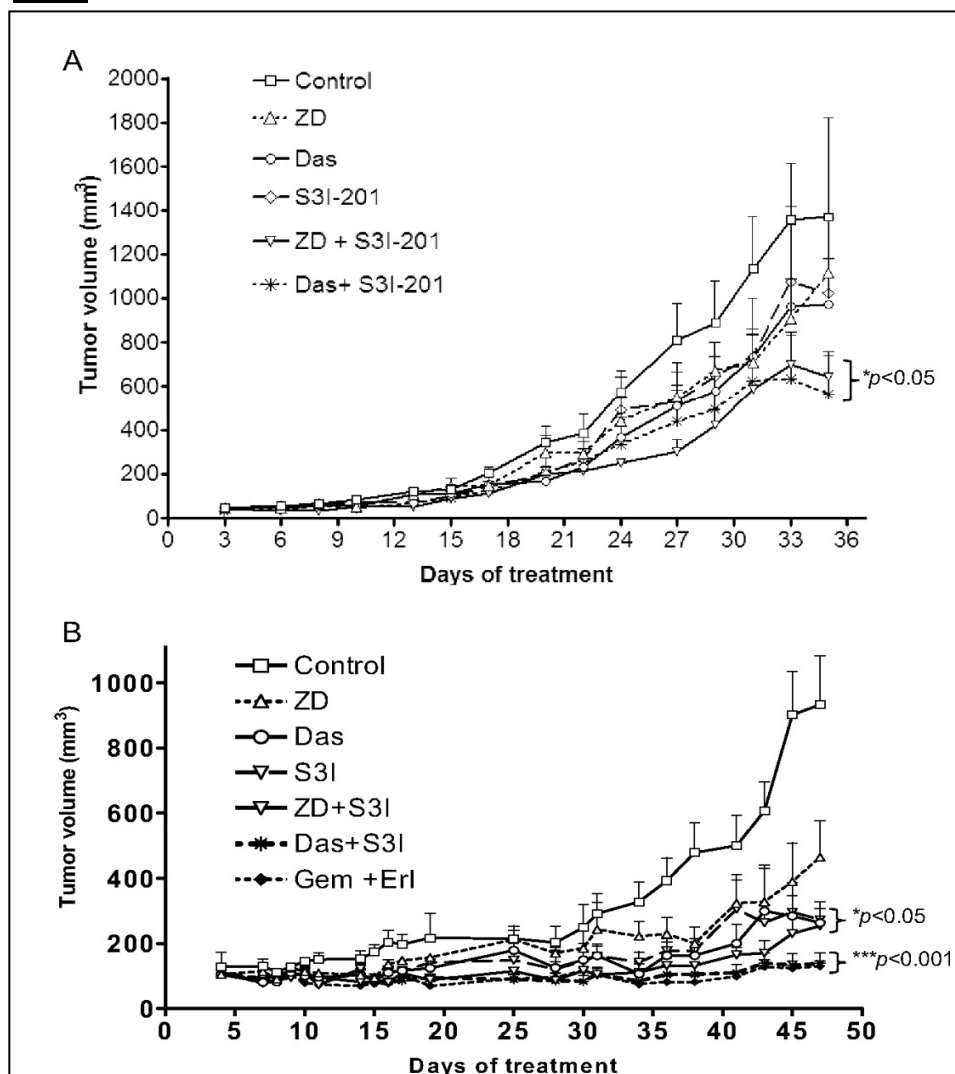 A
2000
1800
1600
1400
1200
1000
800
600
400
200
0
Tumor volume (mm3)
Control
ZD
Das
S3I-201
ZD + S3I-201
Das+ S3I-201
*p<0.05
0 3 6 9 13 15 17 20 22 24 27 30 33 36
Days of treatment
B
1000
800
600
400
200
0
Tumor volume (mm3)
Control
ZD
Das
S3I
ZD+S3I
Das+S3I
Gem +Erl
*p<0.05
***p<0.001
0 5 10 15 20 25 30 35 40 45 50
Days of treatment